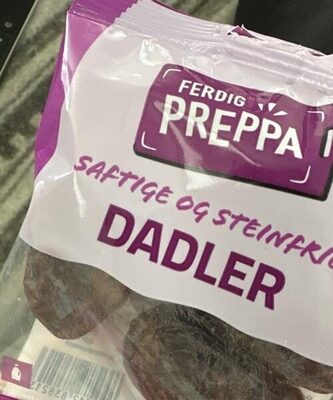 FERDIG
PREPPA
SAFTIGE OG STEINFRIE
DADLER